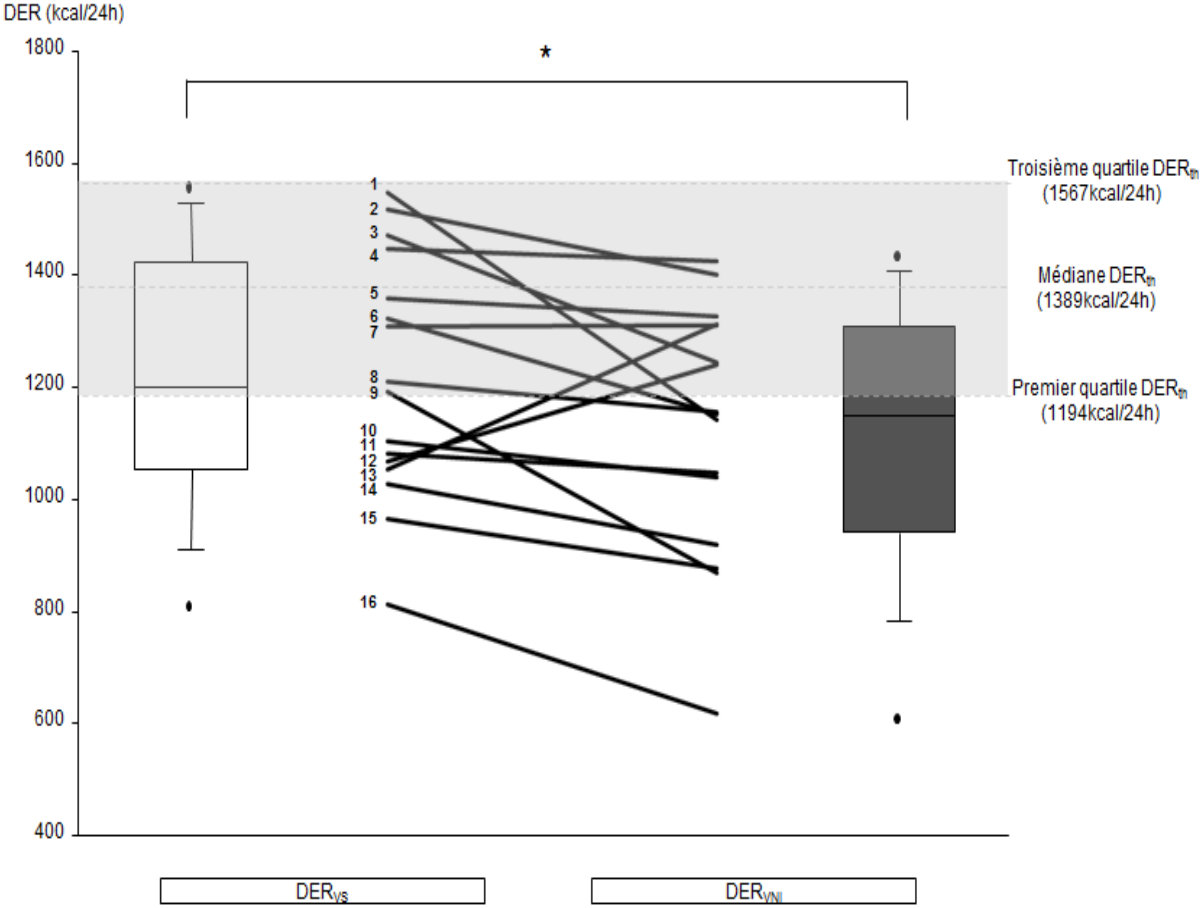 DER (kcal/24h)
1800
*
1600
Troisième quartile DERth
(1567kcal/24h)
1
2
3
4
1400
Médiane DERth
(1389kcal/24h)
5
6
7
1200
8
9
Premier quartile DERth
(1194kcal/24h)
10
11
12
13
14
1000
15
800
16
600
400
DERVS
DERVNI